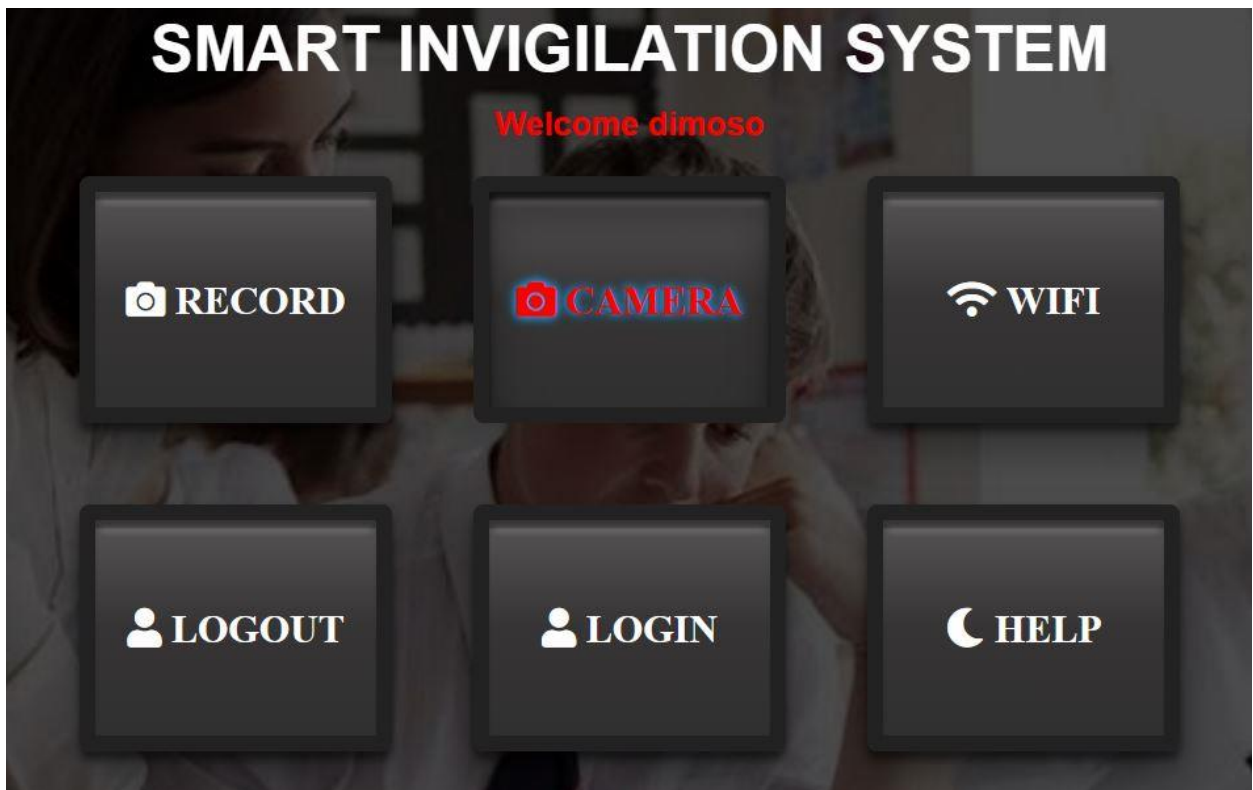 SMART INVIGILATION SYSTEM
Welcome dimoso
RECORD
CAMERA
WIFI
LOGOUT
LOGIN
HELP